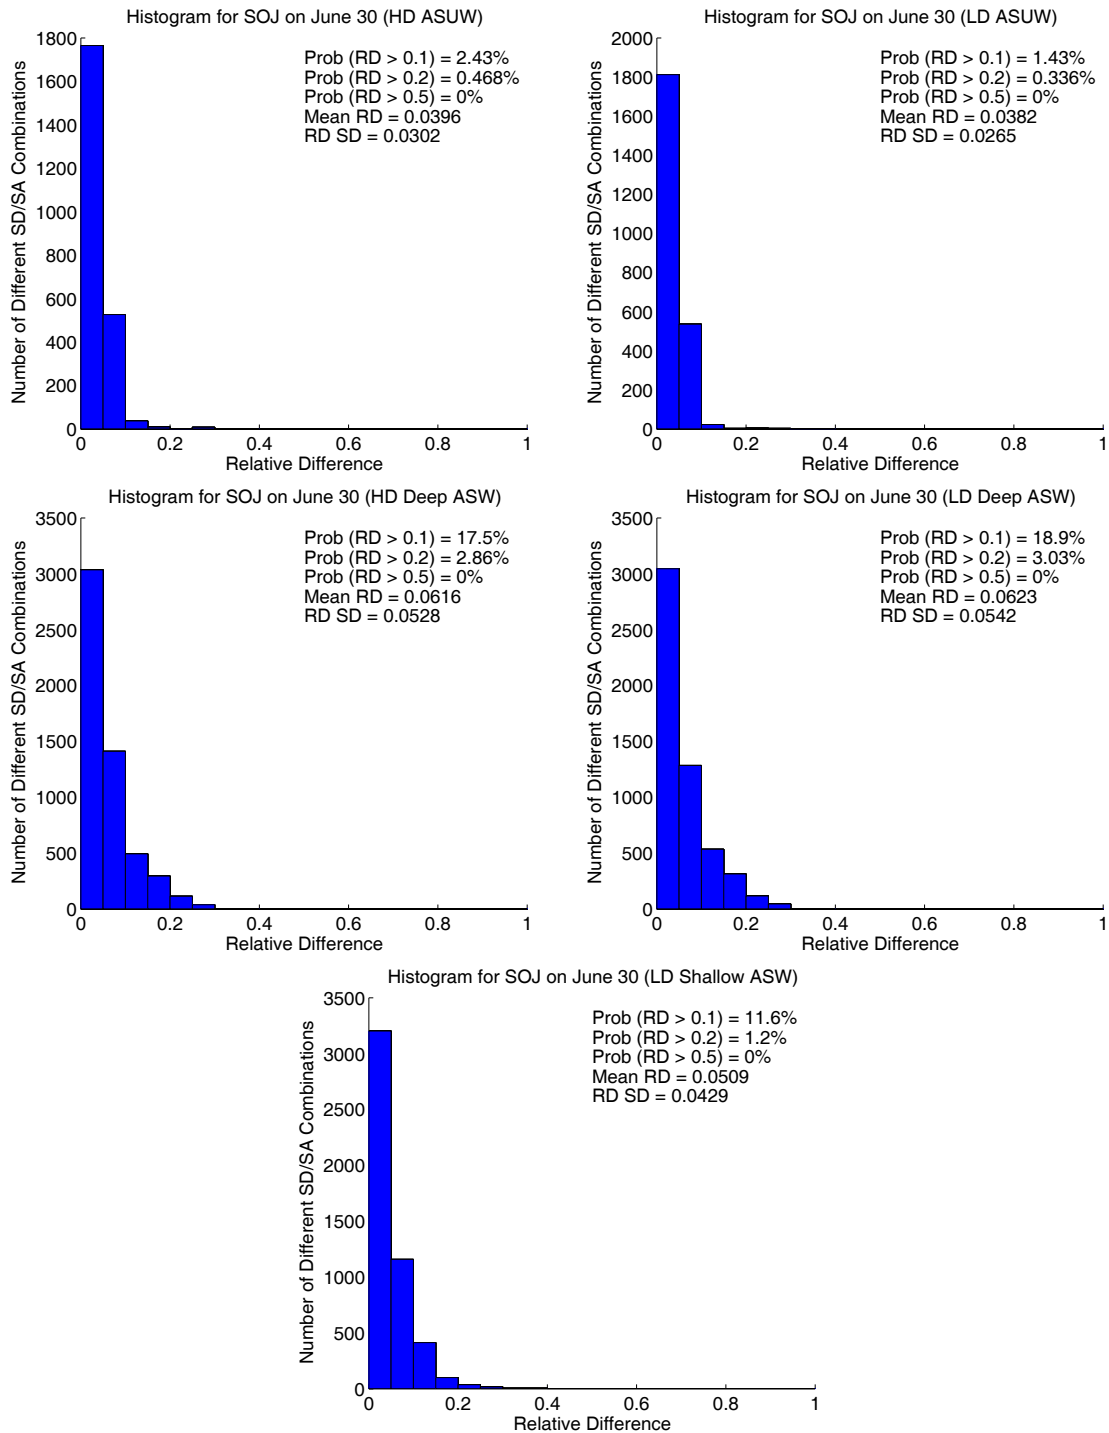 Histogram for SOJ on June 30 (HD ASUW)
Prob (RD > 0.1) = 2.43%
Prob (RD > 0.2) = 0.468%
Prob (RD > 0.5) = 0%
Mean RD = 0.0396
RD SD = 0.0302
Number of Different SD/SA Combinations
1800
1600
1400
1200
1000
800
600
400
200
0
0 0.2 0.4 0.6 0.8 1
Relative Difference
Histogram for SOJ on June 30 (LD ASUW)
Prob (RD > 0.1) = 1.43%
Prob (RD > 0.2) = 0.336%
Prob (RD > 0.5) = 0%
Mean RD = 0.0382
RD SD = 0.0265
Number of Different SD/SA Combinations
2000
1800
1600
1400
1200
1000
800
600
400
200
0
0 0.2 0.4 0.6 0.8 1
Relative Difference
Histogram for SOJ on June 30 (HD Deep ASW)
Prob (RD > 0.1) = 17.5%
Prob (RD > 0.2) = 2.86%
Prob (RD > 0.5) = 0%
Mean RD = 0.0616
RD SD = 0.0528
Number of Different SD/SA Combinations
3500
3000
2500
2000
1500
1000
500
0
0 0.2 0.4 0.6 0.8 1
Relative Difference
Histogram for SOJ on June 30 (LD Deep ASW)
Prob (RD > 0.1) = 18.9%
Prob (RD > 0.2) = 3.03%
Prob (RD > 0.5) = 0%
Mean RD = 0.0623
RD SD = 0.0542
Number of Different SD/SA Combinations
3500
3000
2500
2000
1500
1000
500
0
0 0.2 0.4 0.6 0.8 1
Relative Difference
Histogram for SOJ on June 30 (LD Shallow ASW)
Prob (RD > 0.1) = 11.6%
Prob (RD > 0.2) = 1.2%
Prob (RD > 0.5) = 0%
Mean RD = 0.0509
RD SD = 0.0429
Number of Different SD/SA Combinations
3500
3000
2500
2000
1500
1000
500
0
0 0.2 0.4 0.6 0.8 1
Relative Difference